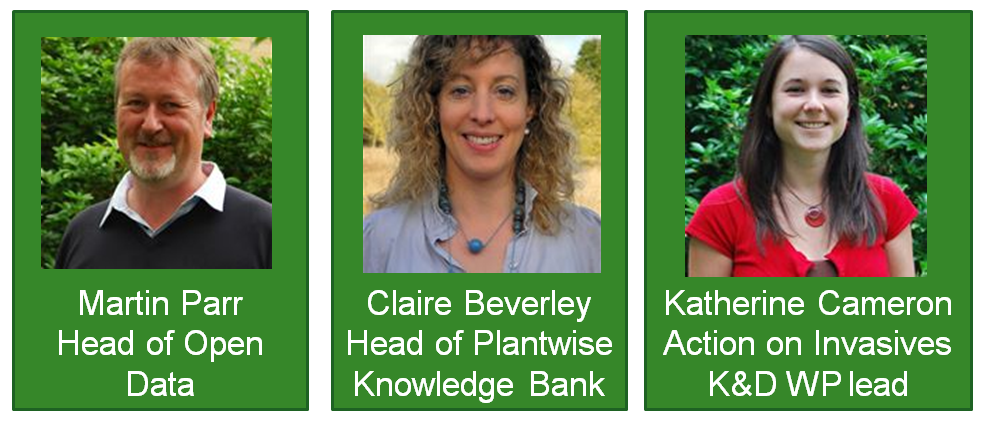 Martin Parr
Head of Open
Data
Claire Beverley
Head of Plantwise
Knowledge Bank
Katherine Cameron
Action on Invasives
K&D WP lead